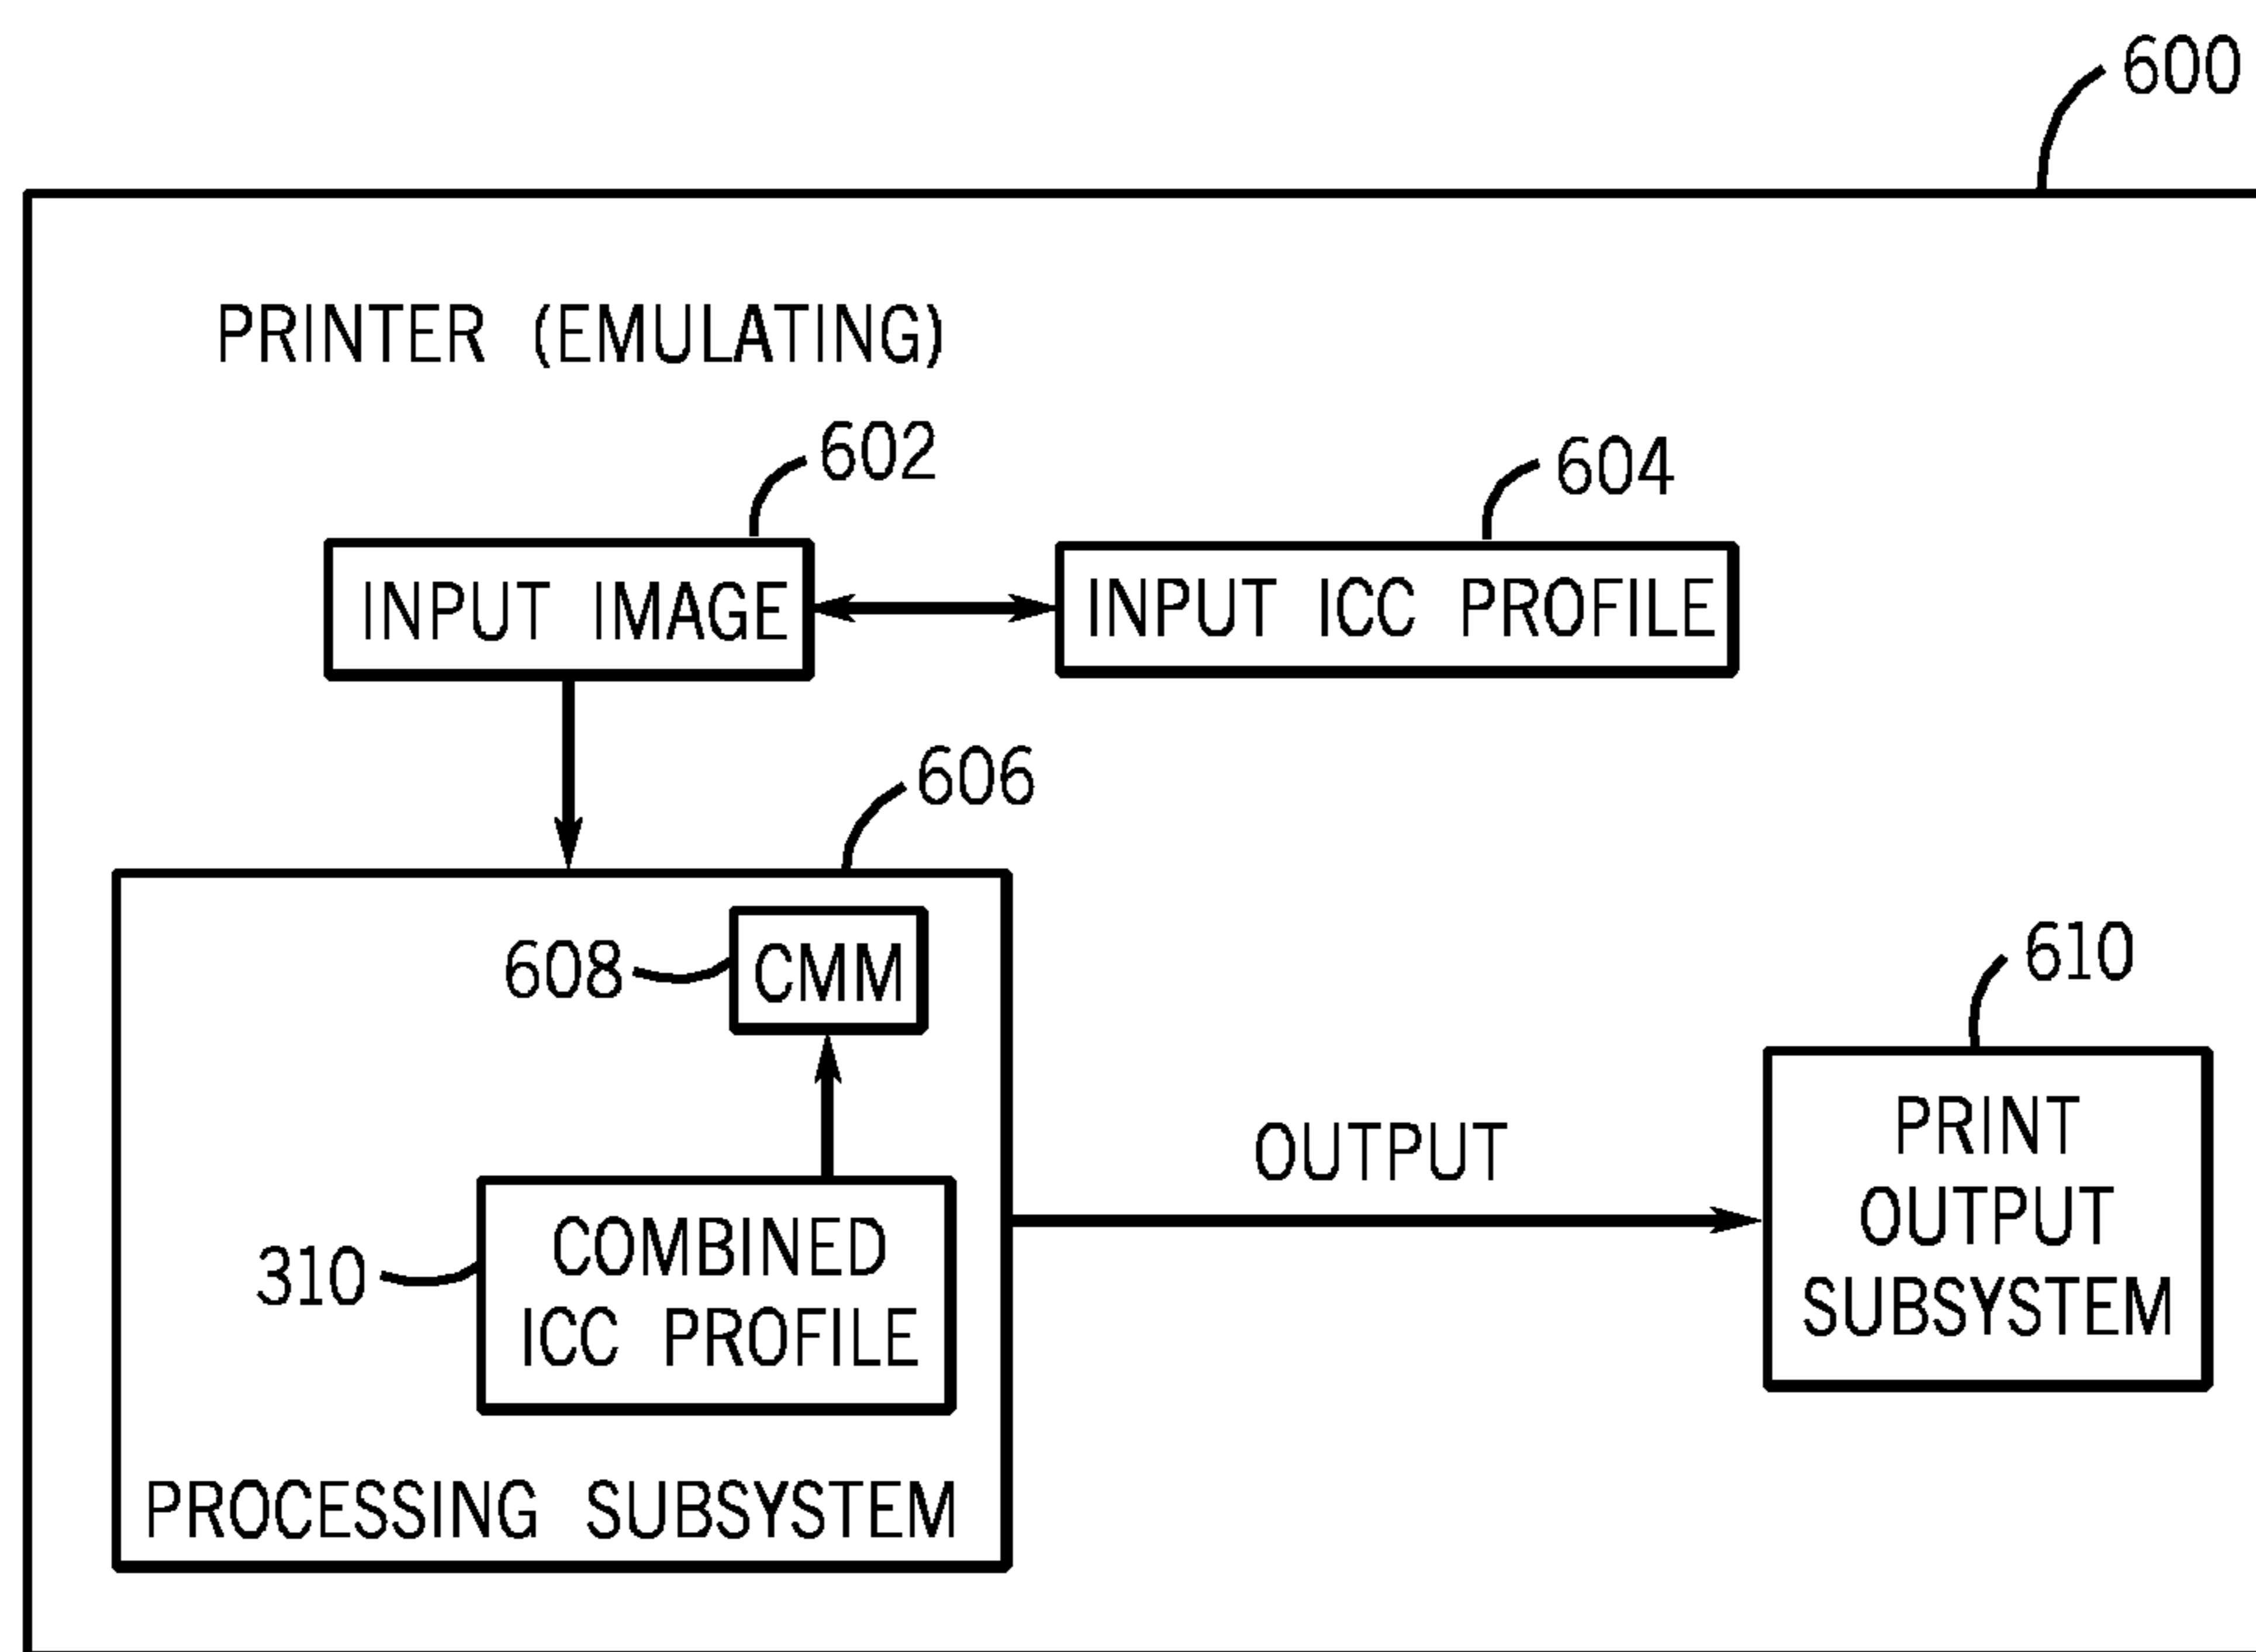 600
PRINTER (EMULATING)
602
604
INPUT IMAGE
INPUT ICC PROFILE
606
608
CMM
610
PRINT
OUTPUT
SUBSYSTEM
OUTPUT
310
COMBINED
ICC PROFILE
PROCESSING SUBSYSTEM